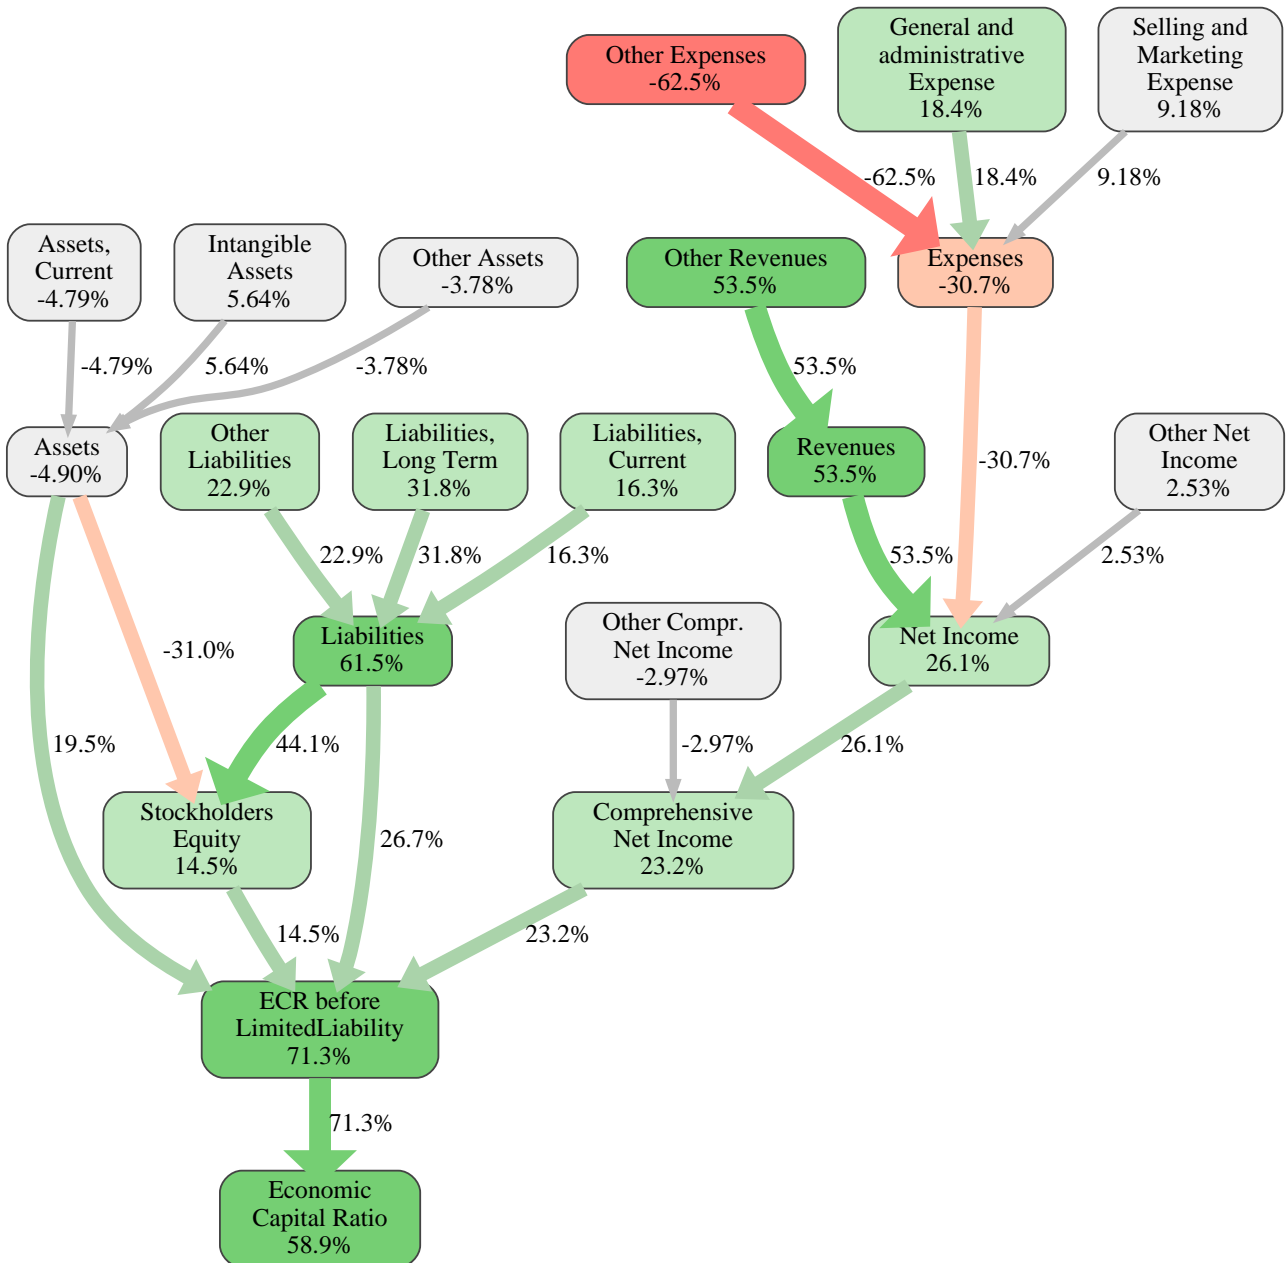 Other Expenses
-62.5%
General and
administrative
Expense
18.4%
Selling and
Marketing
Expense
9.18%
-62.5%
18.4%
9.18%
Assets,
Current
-4.79%
Intangible
Assets
5.64%
Other Assets
-3.78%
Other Revenues
53.5%
Expenses
-30.7%
-4.79%
5.64%
-3.78%
53.5%
-30.7%
Assets
-4.90%
Other
Liabilities
22.9%
Liabilities,
Long Term
31.8%
Liabilities,
Current
16.3%
Revenues
53.5%
Other Net
Income
2.53%
22.9%
31.8%
16.3%
53.5%
2.53%
-31.0%
Liabilities
61.5%
Other Compr.
Net Income
-2.97%
Net Income
26.1%
19.5%
44.1%
26.7%
-2.97%
26.1%
Stockholders
Equity
14.5%
Comprehensive
Net Income
23.2%
14.5%
23.2%
ECR before
LimitedLiability
71.3%
71.3%
Economic
Capital Ratio
58.9%